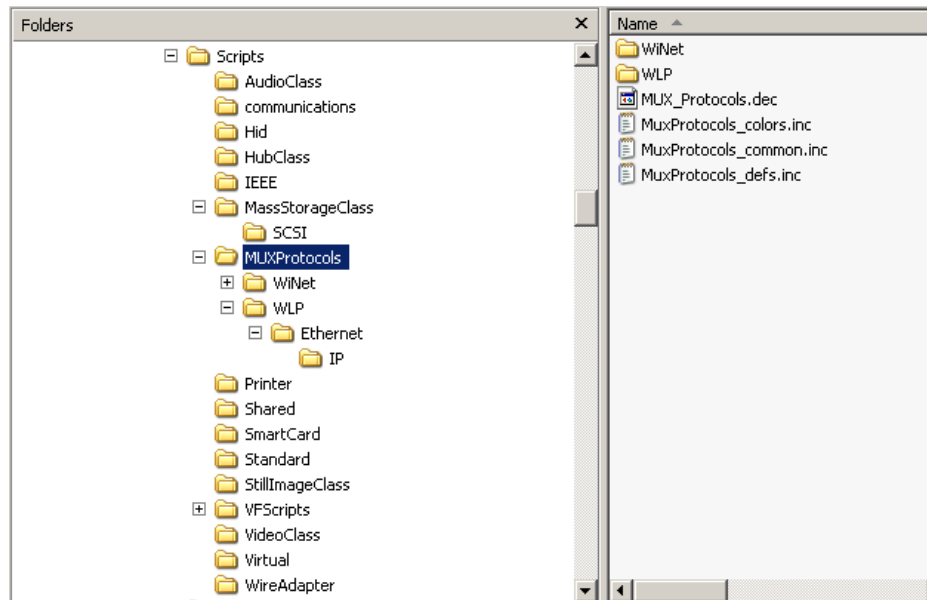 Folders
Scripts
AudioClass
communications
Hid
HubClass
IEEE
MassStorageClass
SCSI
MUXProtocols
WiNet
WLP
Ethernet
IP
Printer
Shared
SmartCard
Standard
StillImageClass
VFScripts
VideoClass
Virtual
WireAdapter
Name
WiNet
WLP
MUX_Protocols.dec
MuxProtocols_colors.inc
MuxProtocols_common.inc
MuxProtocols_defs.inc